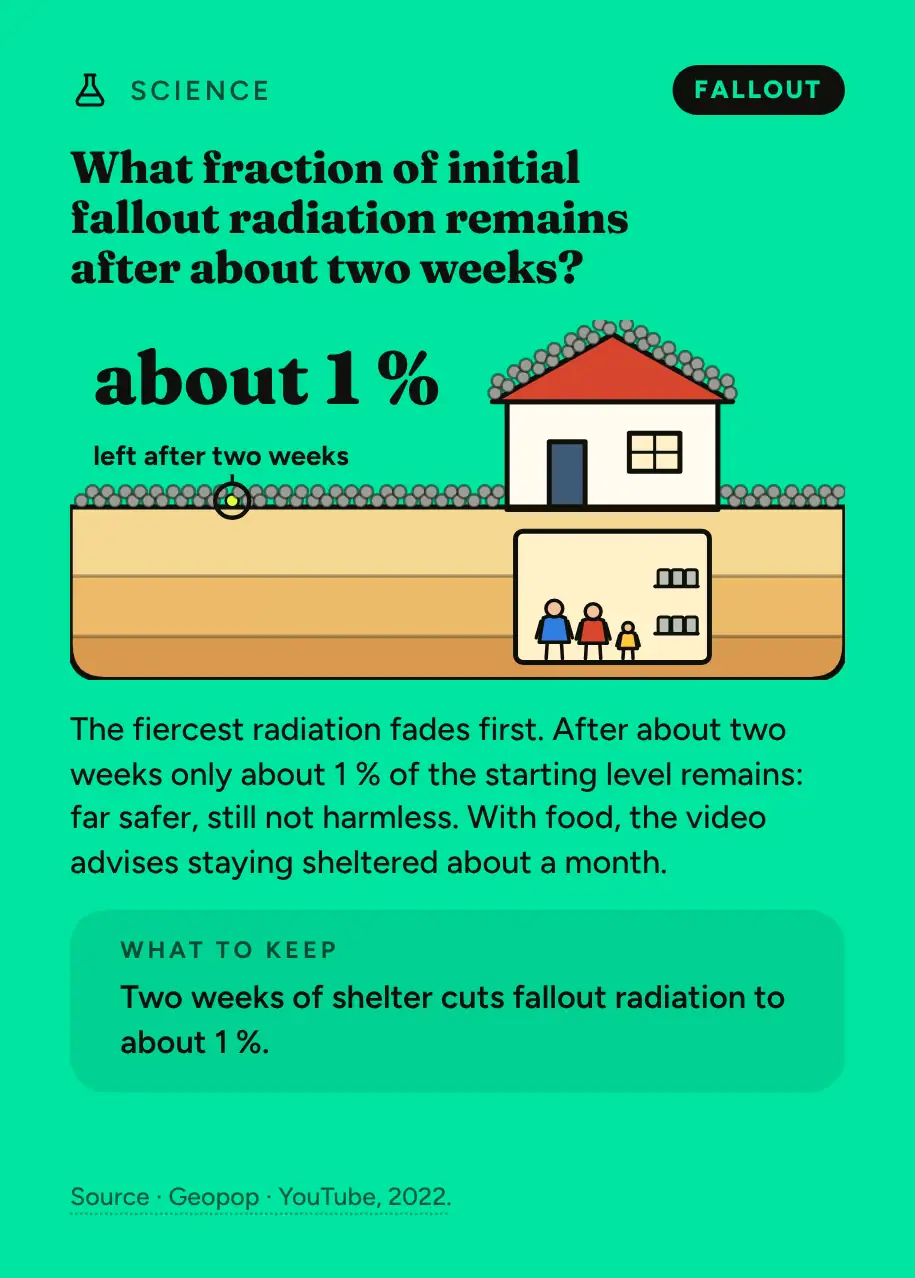 SCIENCE
FALLOUT
What fraction of initial
fallout radiation remains
after about two weeks?
about 1 %
left after two weeks
The fiercest radiation fades first. After about two
weeks only about 1 % of the starting level remains:
far safer, still not harmless. With food, the video
advises staying sheltered about a month.
WHAT TO KEEP
Two weeks of shelter cuts fallout radiation to
about 1 %.
Source · Geopop · YouTube, 2022.